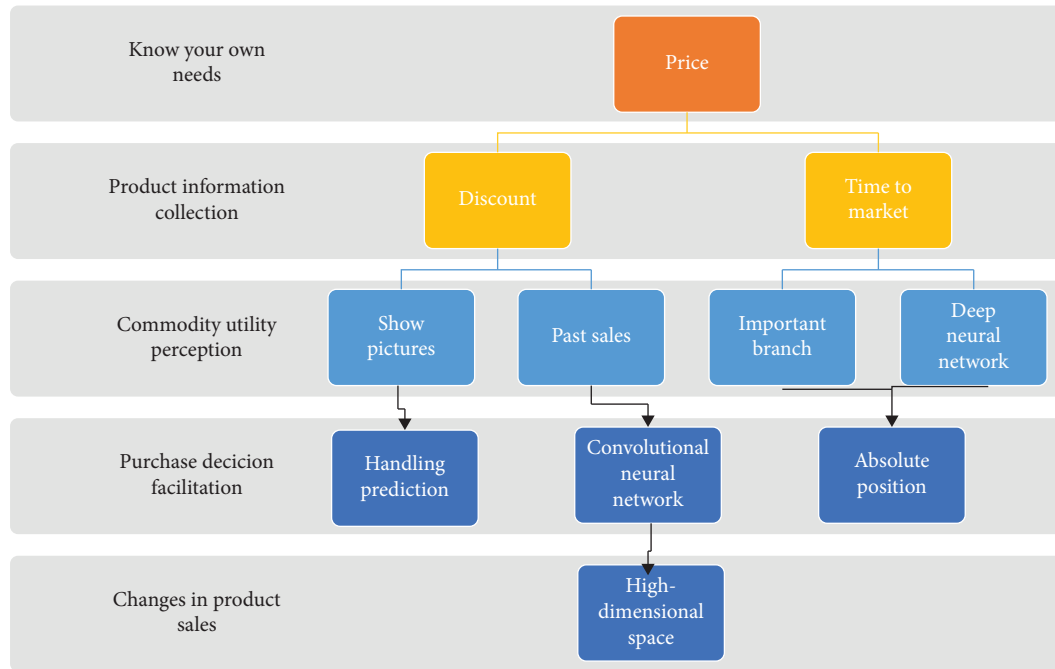 Know your own
needs
Price
Product information
collection
Discount
Time to
market
Commodity utility
perception
Show
pictures
Past sales
Important
branch
Deep
neural
network
Purchase decicion
facilitation
Handling
prediction
Convolutional
neural
network
Absolute
position
Changes in product
sales
High-
dimensional
space